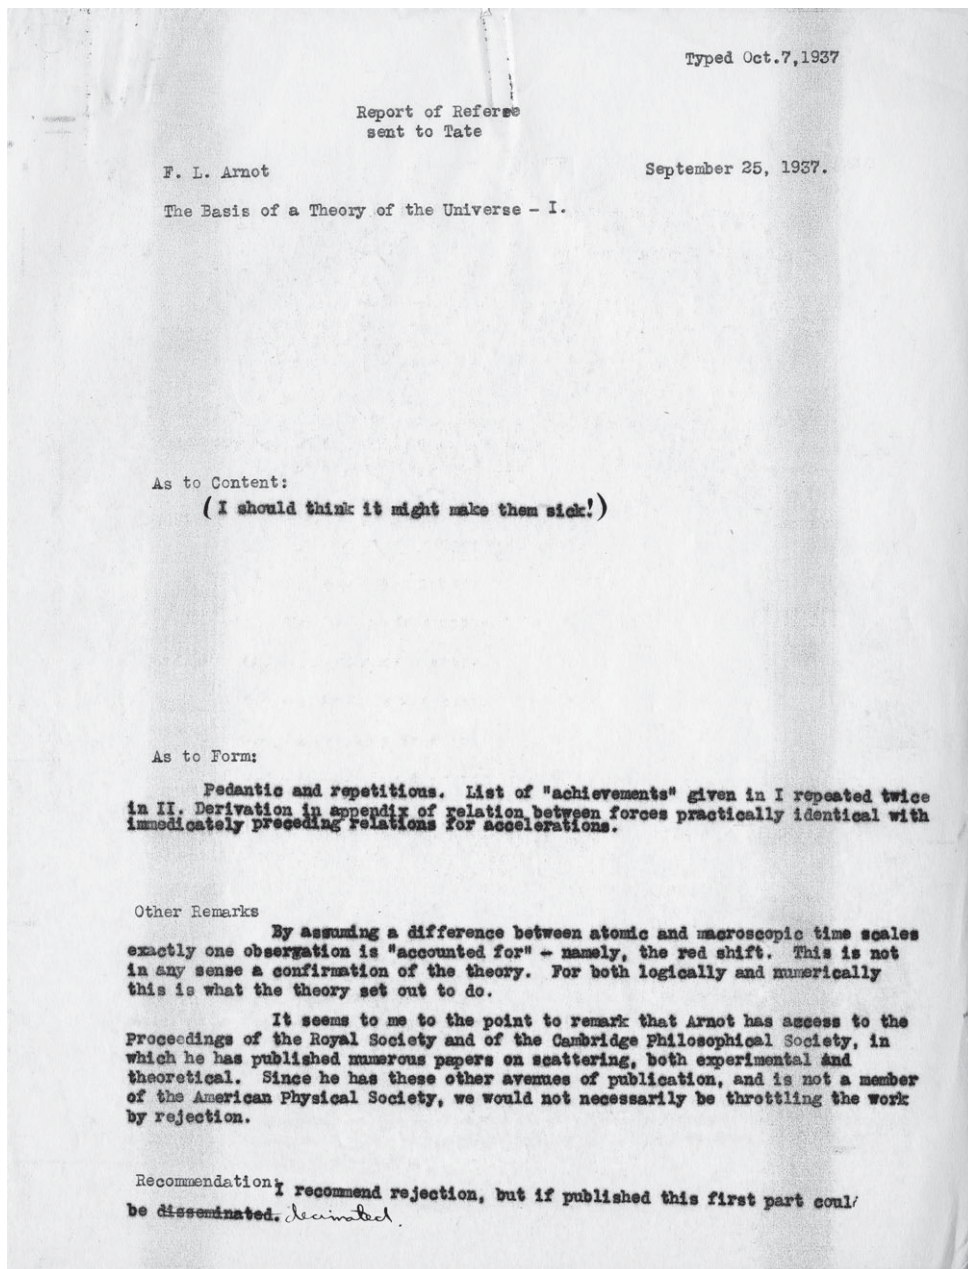 Typed Oct.7,1937
Report of Referee
sent to Tate
F. L. Arnot
September 25, 1937.
The Basis of a Theory of the Universe - I.
As to Content:
(I should think it might make them sick!)
As to Form:
Pedantic and repetitious. List of "achievements" given in I repeated twice
in II. Derivation in appendix of relation between forces practically identical with
immedicately preceding relations for accelerations.
Other Remarks
By assuming a difference between atomic and macroscopic time scales
exactly one obsergation is "accounted for" - namely, the red shift. This is not
in any sense a confirmation of the theory. For both logically and numerically
this is what the theory set out to do.
It seems to me to the point to remark that Arnot has access to the
Proceedings of the Royal Society and of the Cambridge Philosophical Society, in
which he has published numerous papers on scattering, both experimental and
theoretical. Since he has these other avenues of publication, and is not a member
of the American Physical Society, we would not necessarily be throttling the work
by rejection.
Recommendation:
I recommend rejection, but if published this first part coul
be disseminated. decimated.